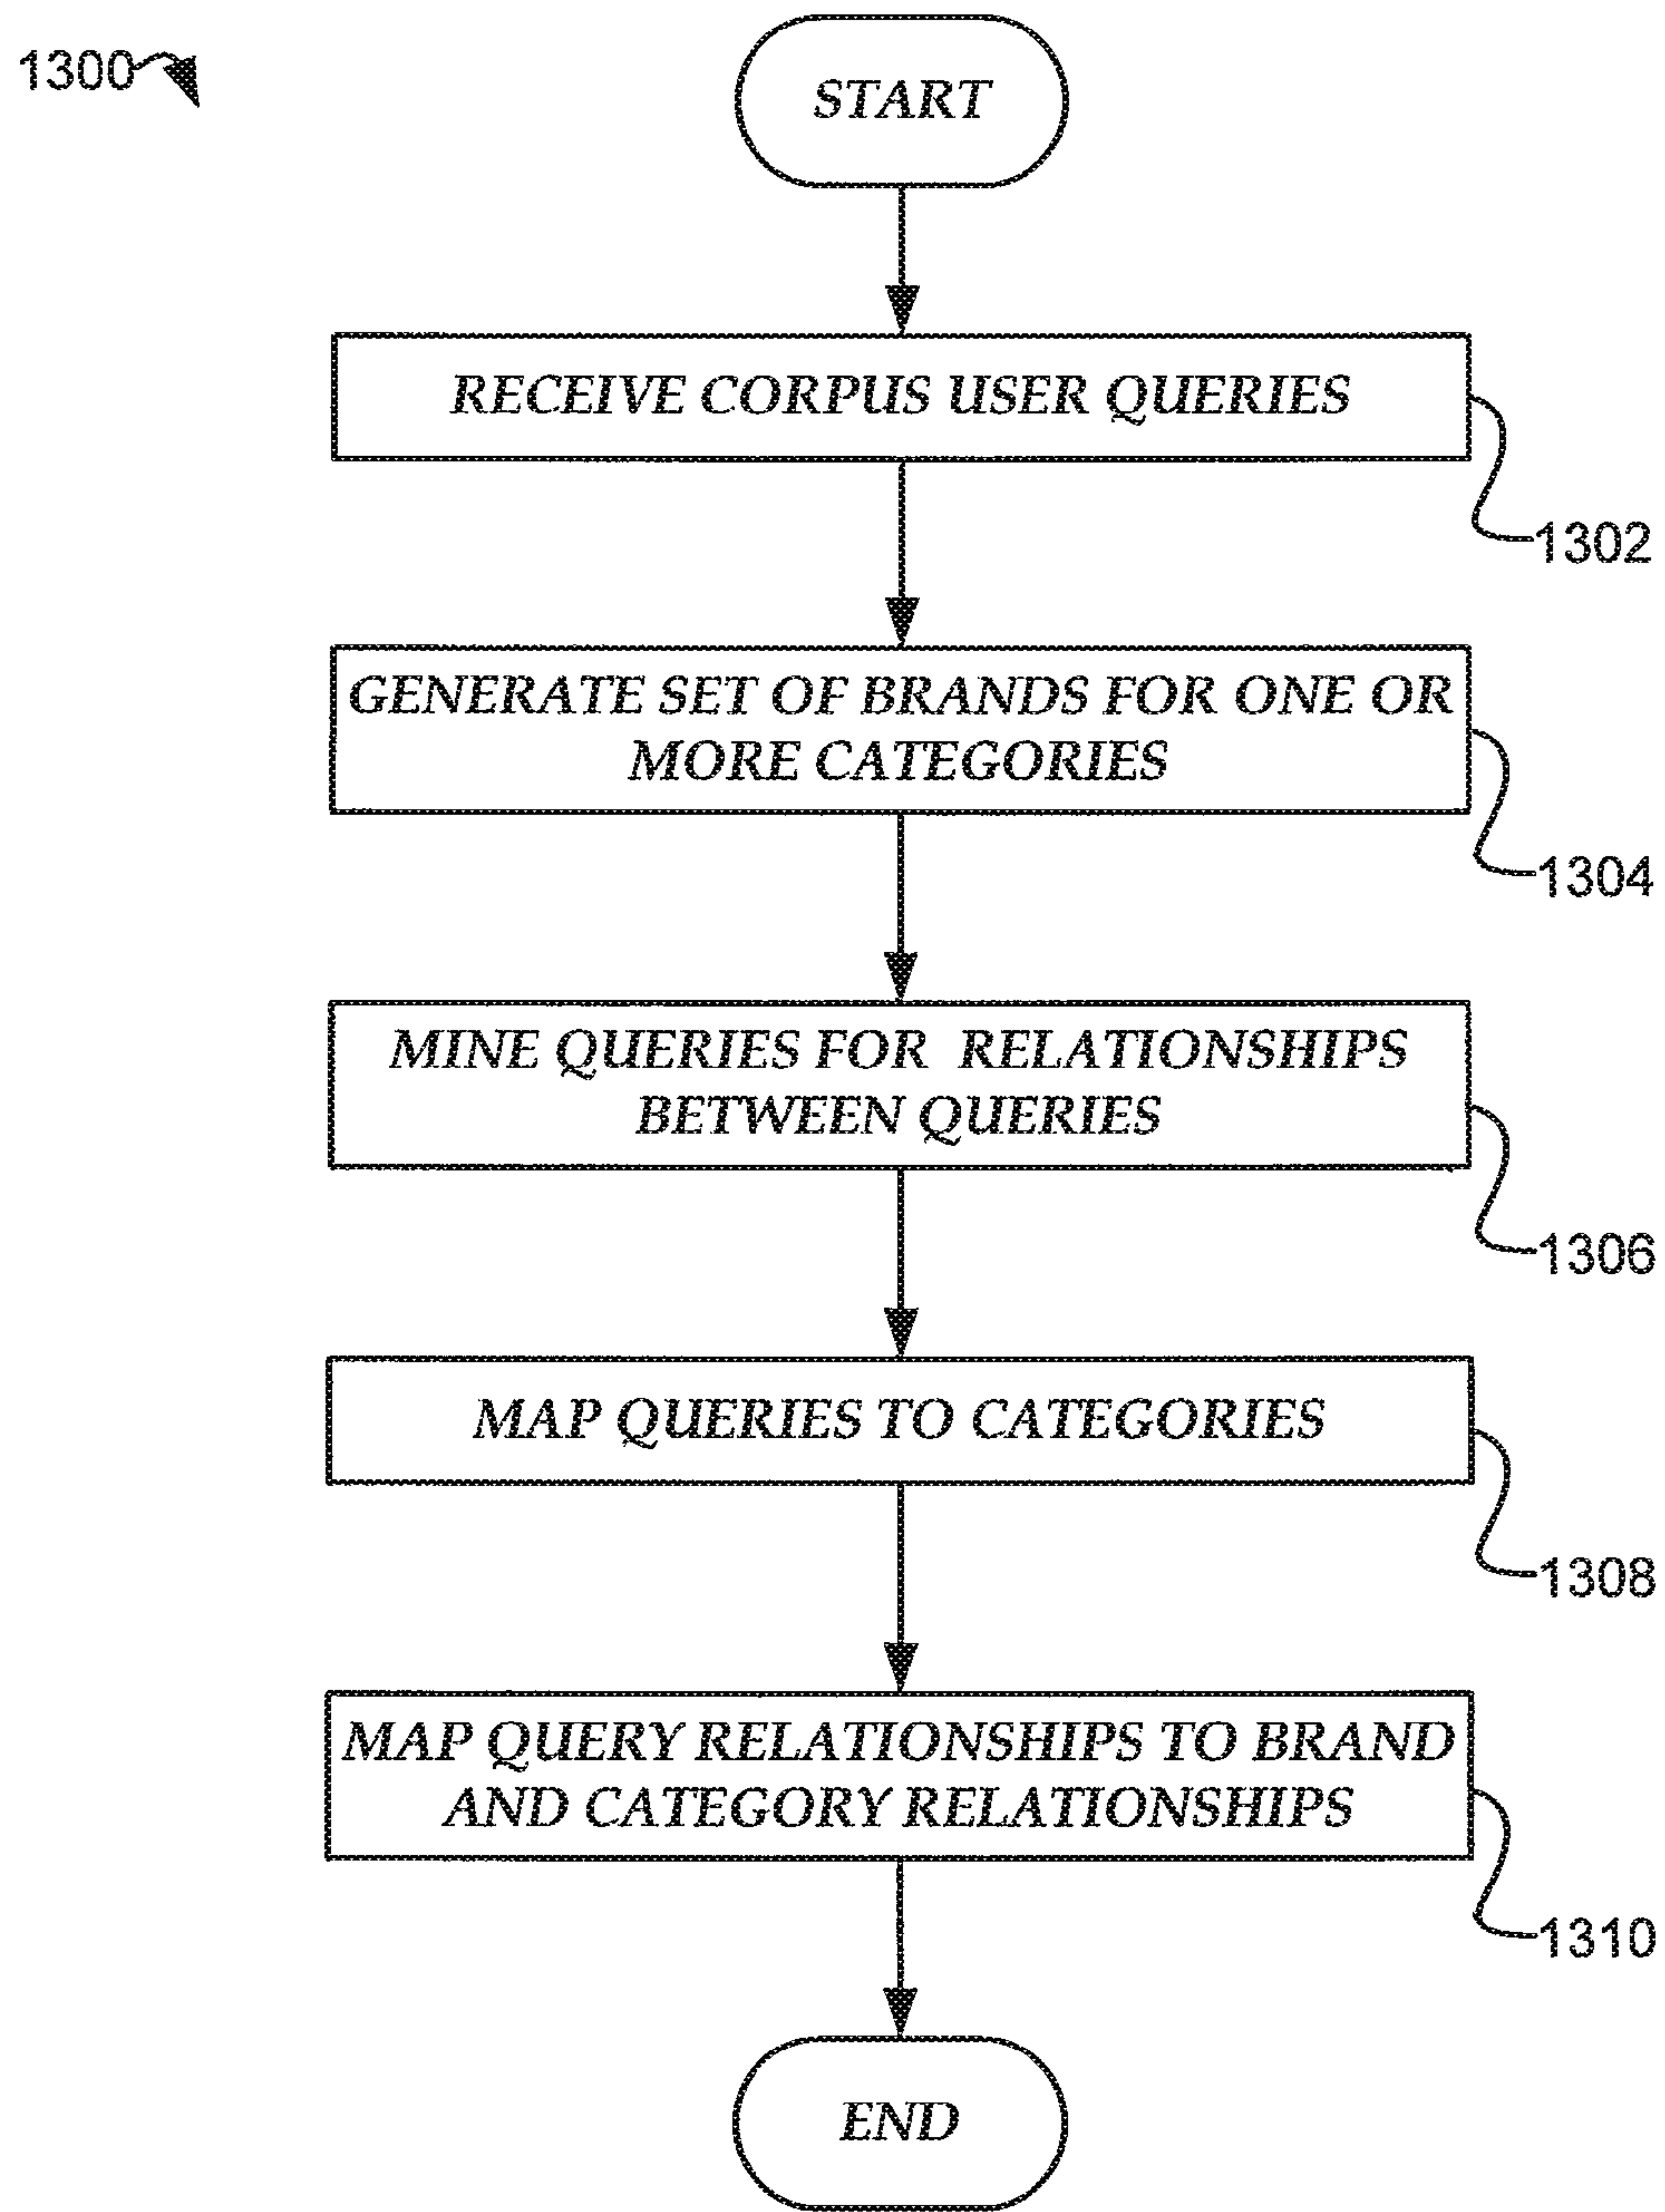 1300
START
RECEIVE CORPUS USER QUERIES
1302
GENERATE SET OF BRANDS FOR ONE OR
MORE CATEGORIES
1304
MINE QUERIES FOR RELATIONSHIPS
BETWEEN QUERIES
1306
MAP QUERIES TO CATEGORIES
1308
MAP QUERY RELATIONSHIPS TO BRAND
AND CATEGORY RELATIONSHIPS
1310
END